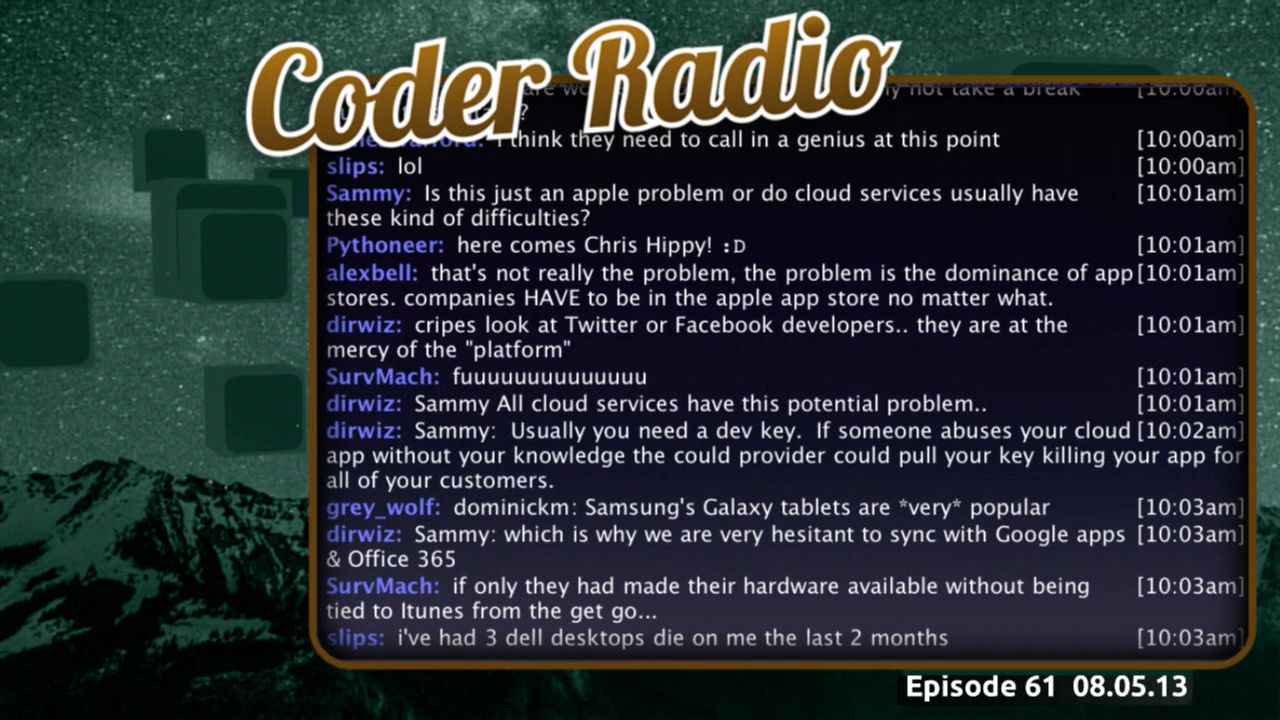 Coder Radio
not take a break [10:00am]
?
think they need to call in a genius at this point [10:00am]
slips: lol [10:00am]
Sammy: Is this just an apple problem or do cloud services usually have [10:01am]
these kind of difficulties?
Pythoneer: here comes Chris Hippy! :D [10:01am]
alexbell: that's not really the problem, the problem is the dominance of app [10:01am]
stores. companies HAVE to be in the apple app store no matter what.
dirwiz: cripes look at Twitter or Facebook developers.. they are at the [10:01am]
mercy of the "platform"
SurvMach: fuuuuuuuuuuuuuu [10:01am]
dirwiz: Sammy All cloud services have this potential problem.. [10:01am]
dirwiz: Sammy: Usually you need a dev key. If someone abuses your cloud [10:02am]
app without your knowledge the could provider could pull your key killing your app for
all of your customers.
grey_wolf: dominickm: Samsung's Galaxy tablets are *very* popular [10:03am]
dirwiz: Sammy: which is why we are very hesitant to sync with Google apps [10:03am]
& Office 365
SurvMach: if only they had made their hardware available without being [10:03am]
tied to Itunes from the get go...
slips: i've had 3 dell desktops die on me the last 2 months [10:03am]
Episode 61 08.05.13